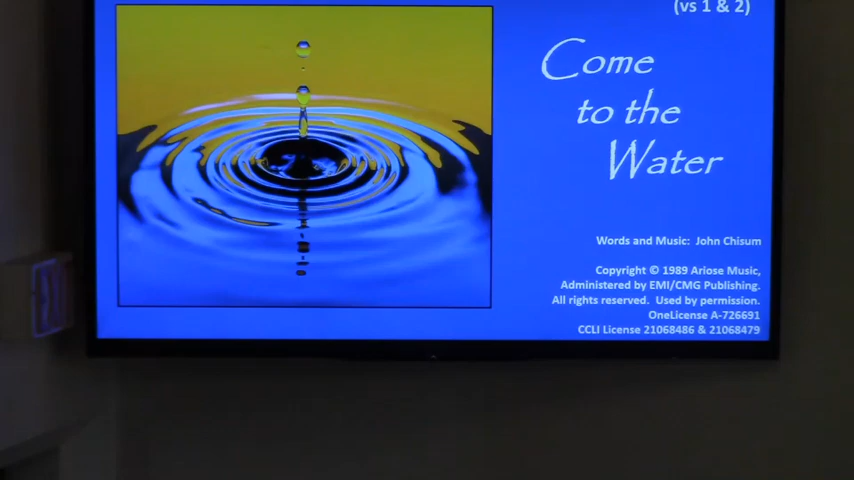 (vs 1 & 2)
Come
to the
Water
Words and Music: John Chisum
Copyright © 1989 Ariose Music,
Administered by EMI/CMG Publishing.
All rights reserved. Used by permission.
OneLicense A-726691
CCLI License 21068486 & 21068479